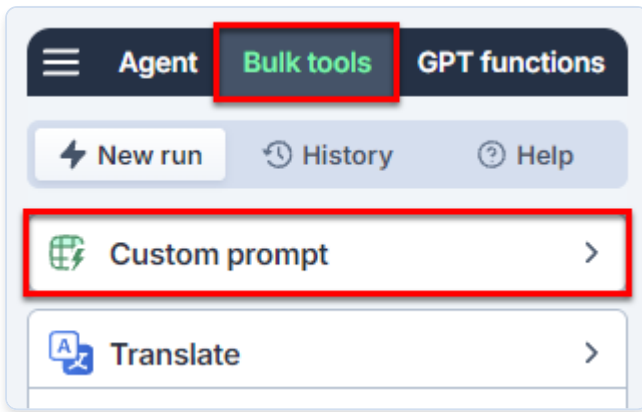 Agent Bulk tools GPT functions
New run History Help
Custom prompt
A Translate